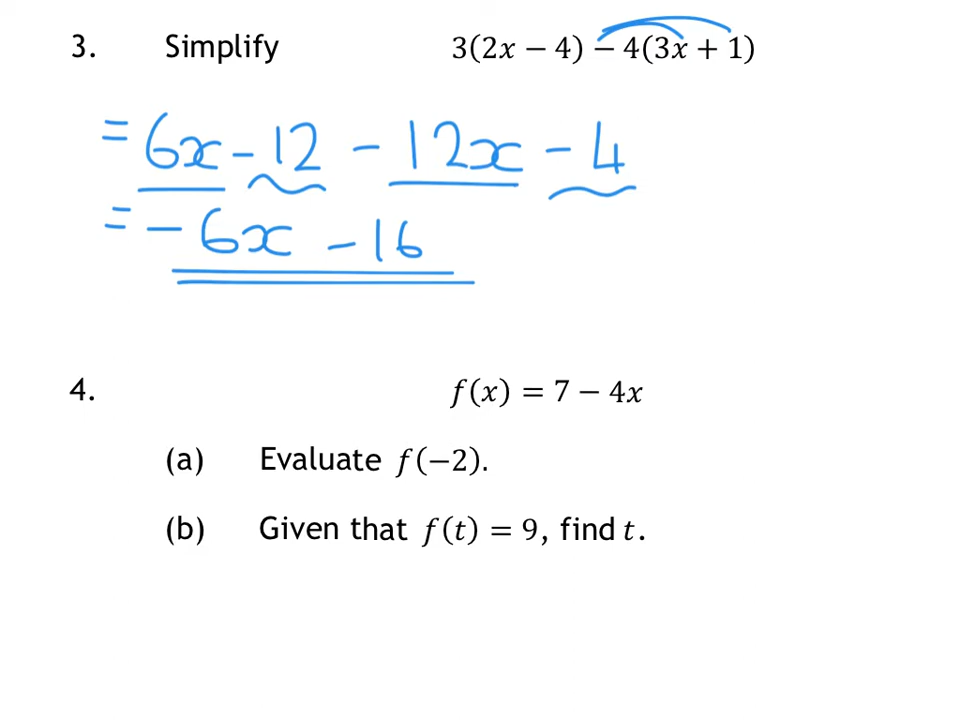 3. Simplify 3(2x − 4) − 4(3x + 1)
= 6x - 12 - 12x - 4
= - 6x - 16
4. f(x) = 7 − 4x
(a) Evaluate f(−2).
(b) Given that f(t) = 9, find t.